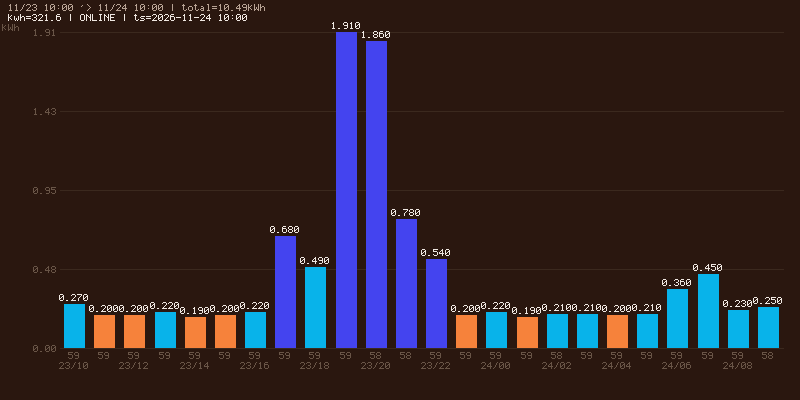 11/23 10:00 -> 11/24 10:00 | total=10.49kWh
Kwh=321.6 | ONLINE | ts=2026-11-24 10:00
kWh
1.91
1.43
0.95
0.48
0.00
0.270 0.200 0.200 0.220 0.190 0.200 0.220 0.680 0.490 1.910 1.860 0.780 0.540 0.200 0.220 0.190 0.210 0.210 0.200 0.210 0.360 0.450 0.230 0.250
59 59 59 59 59 59 59 59 59 59 58 58 59 59 59 59 58 59 59 59 59 59 59 58
23/10 23/12 23/14 23/16 23/18 23/20 23/22 24/00 24/02 24/04 24/06 24/08